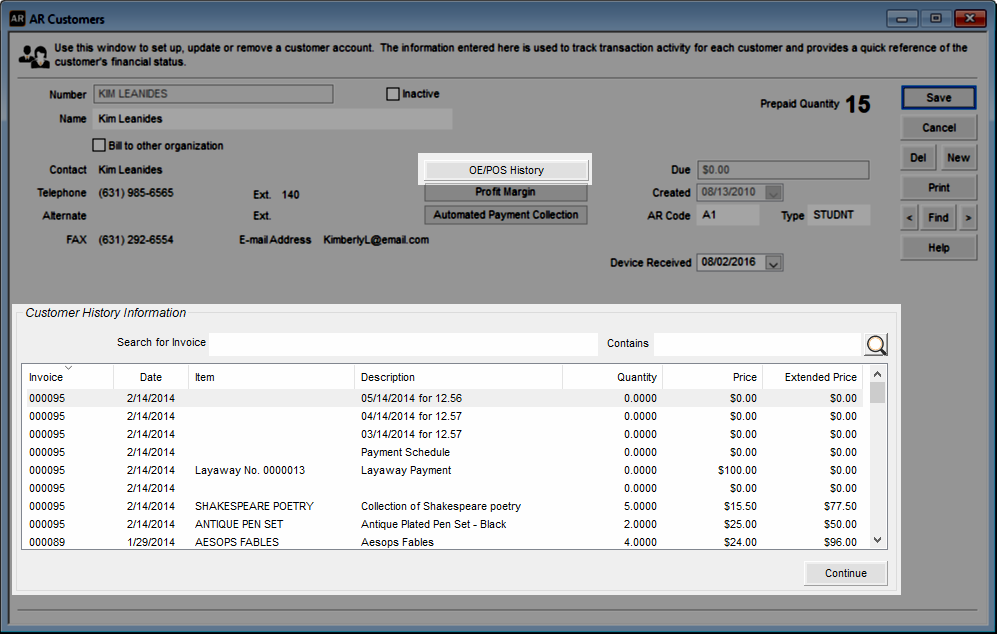 AR AR Customers
Use this window to set up, update or remove a customer account. The information entered here is used to track transaction activity for each customer and provides a quick reference of the
customer's financial status.
Number KIM LEANIDES Inactive Prepaid Quantity 15 Save
Name Kim Leanides Cancel
Bill to other organization
Del New
Contact Kim Leanides OE/POS History Due $0.00
Telephone (631) 985-6565 Ext. 140 Profit Margin Created 08/13/2010 Print
Alternate Ext. Automated Payment Collection AR Code A1 Type STUDNT < Find >
FAX (631) 292-6554 E-mail Address KimberlyL@email.com Help
Device Received 08/02/2016
Customer History Information
Search for Invoice Contains
Invoice Date Item Description Quantity Price Extended Price
000095 2/14/2014 05/14/2014 for 12.56 0.0000 $0.00 $0.00
000095 2/14/2014 04/14/2014 for 12.57 0.0000 $0.00 $0.00
000095 2/14/2014 03/14/2014 for 12.57 0.0000 $0.00 $0.00
000095 2/14/2014 Payment Schedule 0.0000 $0.00 $0.00
000095 2/14/2014 Layaway No. 0000013 Layaway Payment 0.0000 $100.00 $0.00
000095 2/14/2014 0.0000 $0.00 $0.00
000095 2/14/2014 SHAKESPEARE POETRY Collection of Shakespeare poetry 5.0000 $15.50 $77.50
000095 2/14/2014 ANTIQUE PEN SET Antique Plated Pen Set - Black 2.0000 $25.00 $50.00
000089 1/29/2014 AESOPS FABLES Aesops Fables 4.0000 $24.00 $96.00
Continue